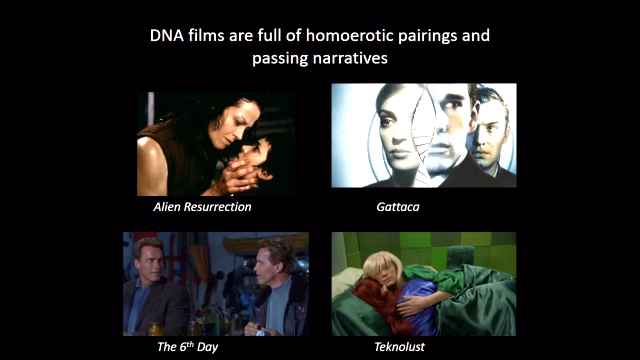 DNA films are full of homoerotic pairings and
passing narratives
Alien Resurrection
Gattaca
The 6th Day
Teknolust